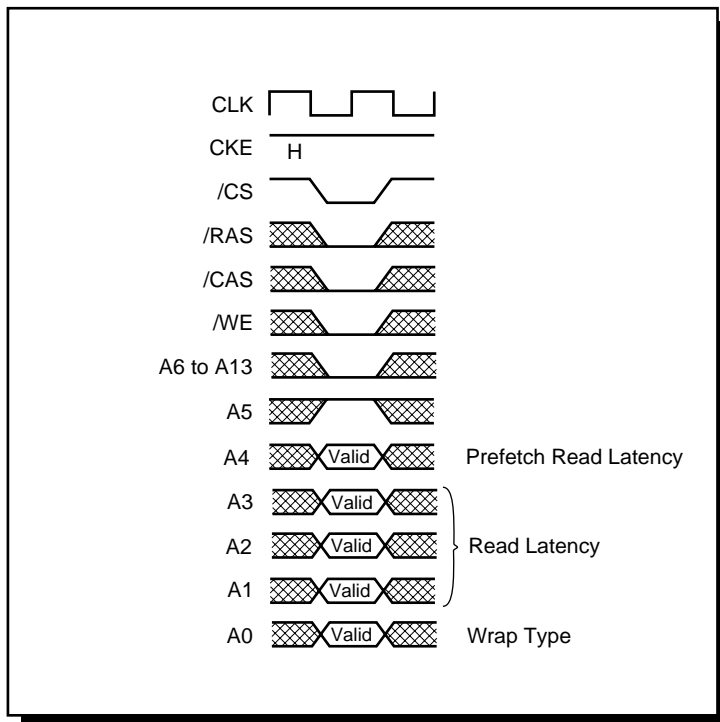 CLK
CKE H
/CS
/RAS
/CAS
/WE
A6 to A13
A5
A4 Valid Prefetch Read Latency
A3 Valid
A2 Valid Read Latency
A1 Valid
A0 Valid Wrap Type